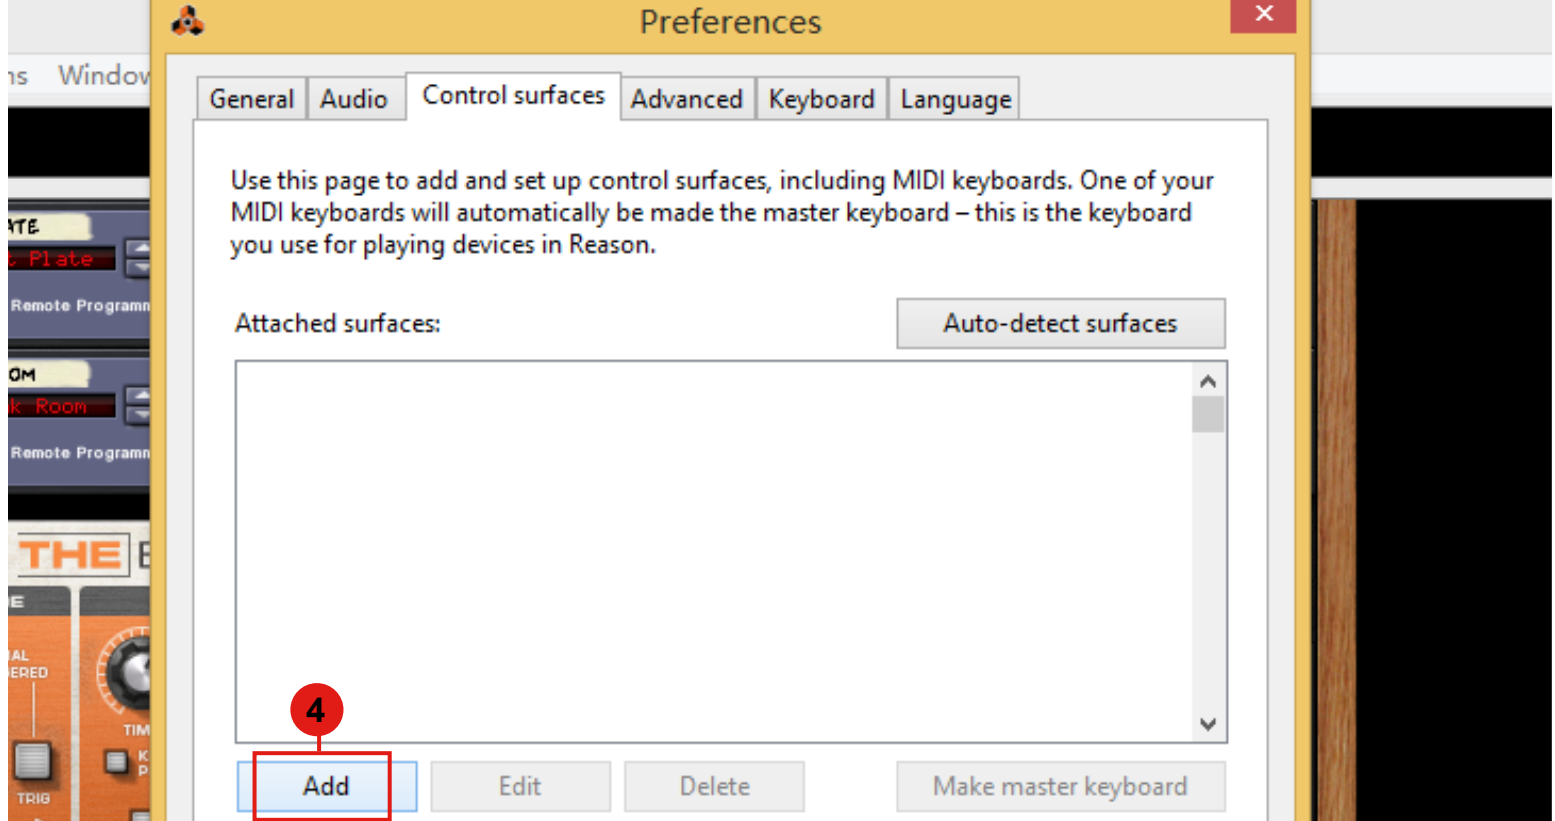 Preferences
Window
General Audio Control surfaces Advanced Keyboard Language
Use this page to add and set up control surfaces, including MIDI keyboards. One of your
MIDI keyboards will automatically be made the master keyboard – this is the keyboard
you use for playing devices in Reason.
Plate
Remote Programm
Attached surfaces:
Auto-detect surfaces
Room
Remote Programm
THE
TIM
TRIG
4
Add Edit Delete Make master keyboard